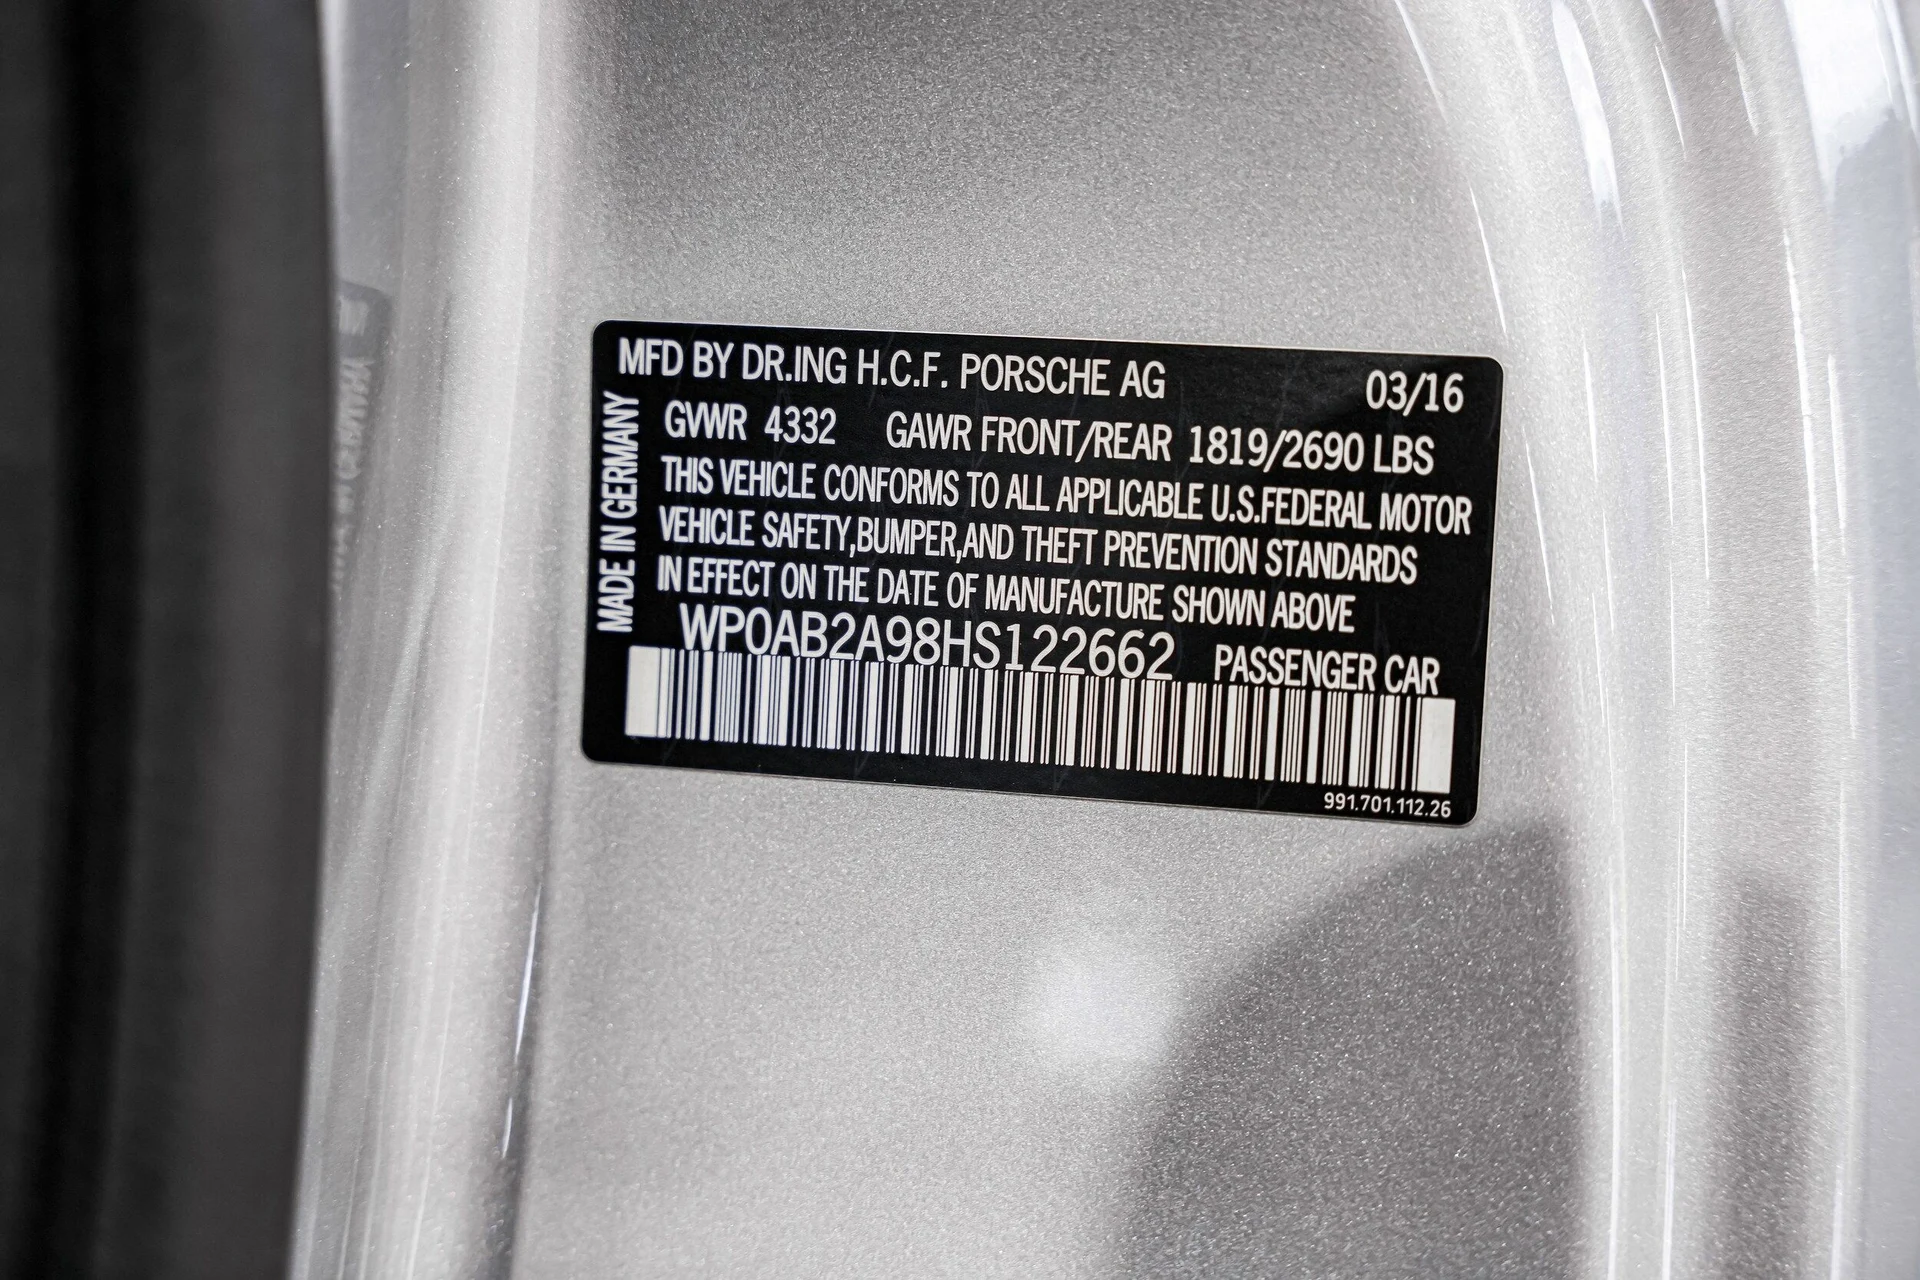 MFD BY DR.ING H.C.F. PORSCHE AG 03/16
GVWR 4332 GAWR FRONT/REAR 1819/2690 LBS
THIS VEHICLE CONFORMS TO ALL APPLICABLE U.S.FEDERAL MOTOR
VEHICLE SAFETY,BUMPER,AND THEFT PREVENTION STANDARDS
IN EFFECT ON THE DATE OF MANUFACTURE SHOWN ABOVE
WP0AB2A98HS122662 PASSENGER CAR
991.701.112.26
MADE IN GERMANY